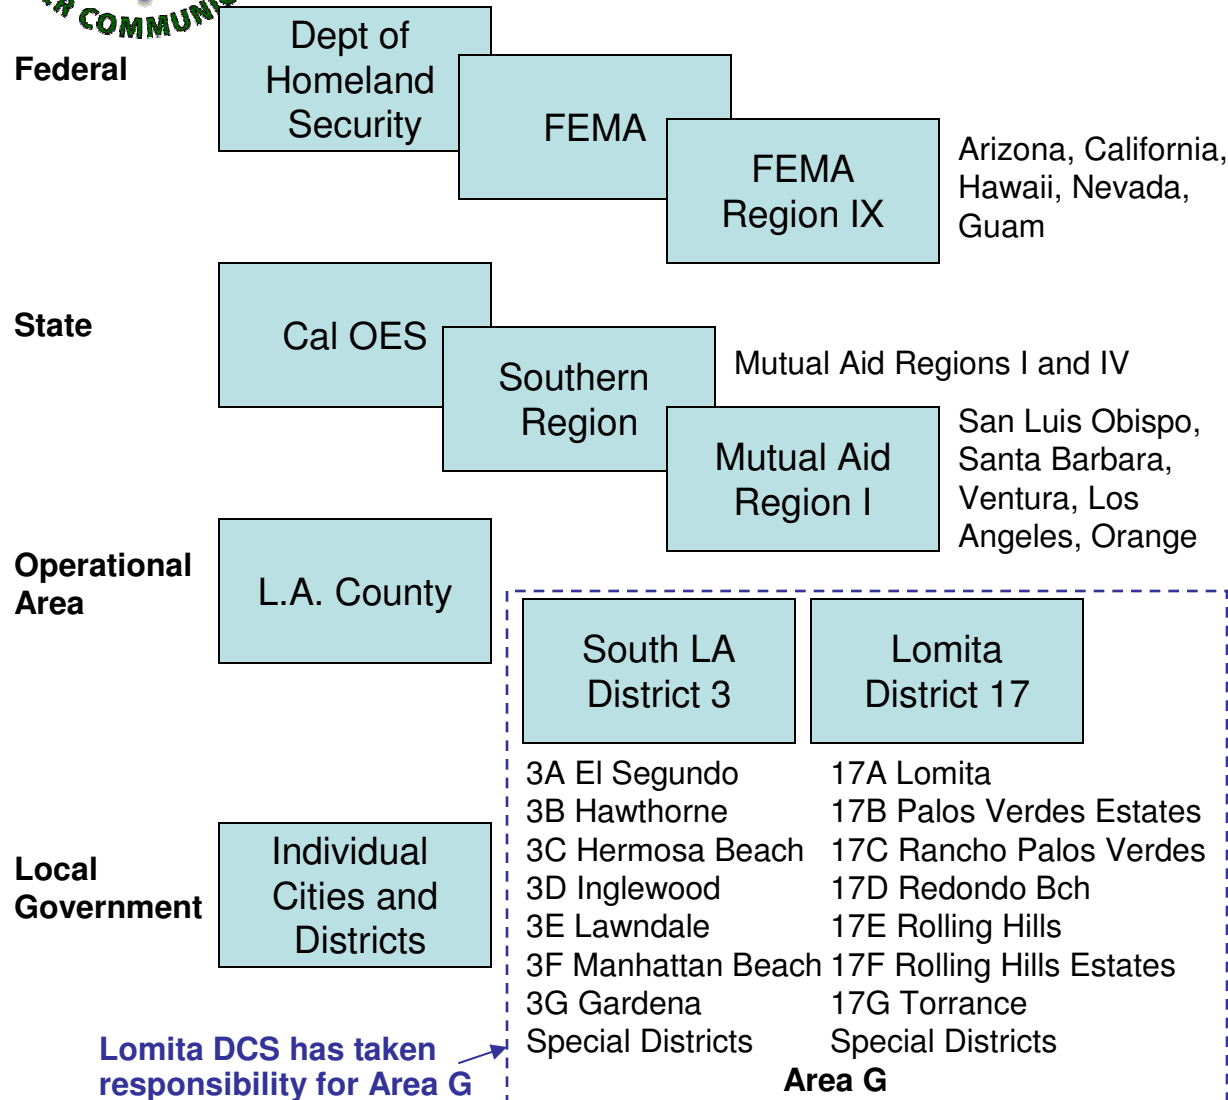 COMMUNI
Federal
Dept of
Homeland
Security
FEMA
FEMA
Region IX
Arizona, California,
Hawaii, Nevada,
Guam
State
Cal OES
Southern
Region
Mutual Aid Regions I and IV
Mutual Aid
Region I
San Luis Obispo,
Santa Barbara,
Ventura, Los
Angeles, Orange
Operational
Area
L.A. County
South LA
District 3
Lomita
District 17
3A El Segundo
3B Hawthorne
3C Hermosa Beach
3D Inglewood
3E Lawndale
3F Manhattan Beach
3G Gardena
Special Districts
17A Lomita
17B Palos Verdes Estates
17C Rancho Palos Verdes
17D Redondo Bch
17E Rolling Hills
17F Rolling Hills Estates
17G Torrance
Special Districts
Local
Government
Individual
Cities and
Districts
Lomita DCS has taken
responsibility for Area G
Area G